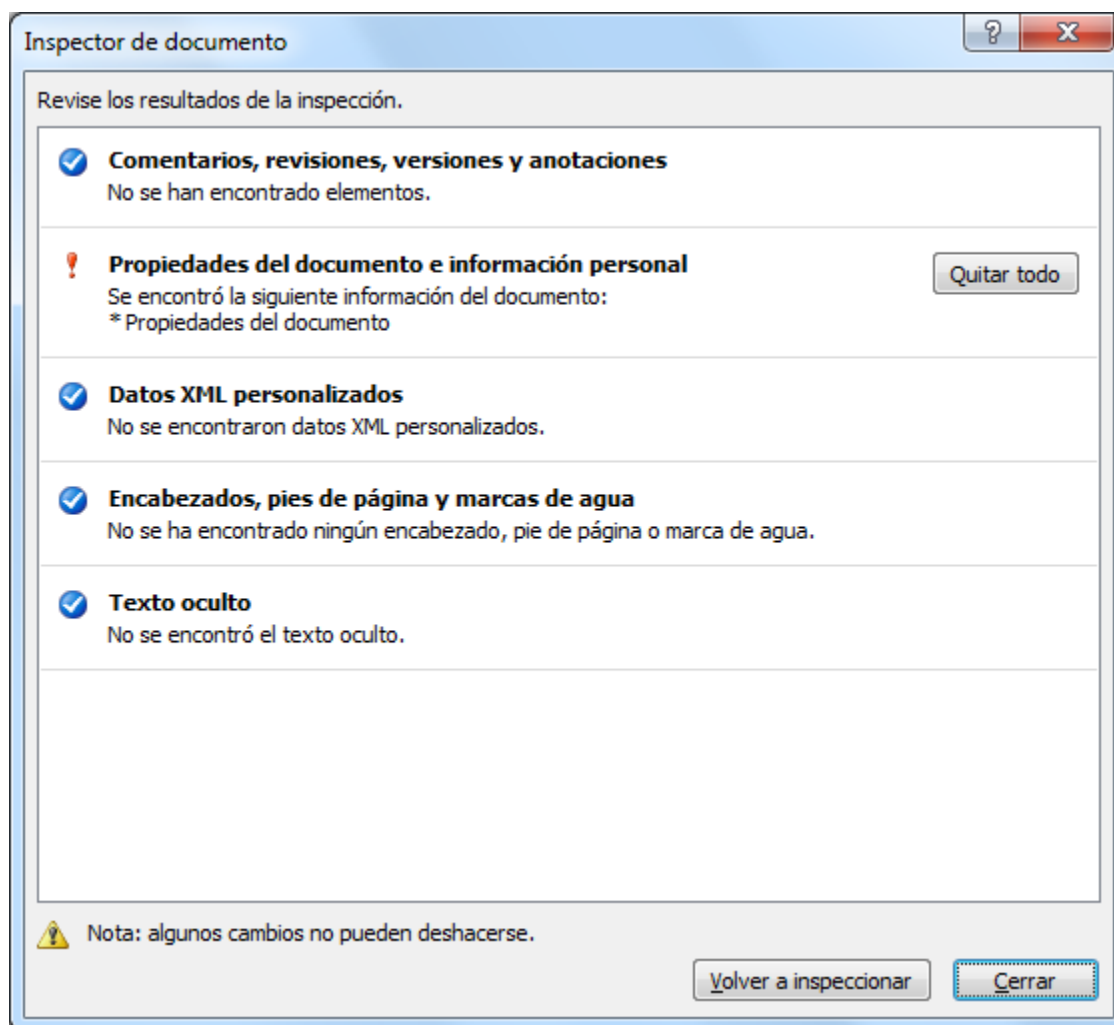 Inspector de documento
Revise los resultados de la inspección.
Comentarios, revisiones, versiones y anotaciones
No se han encontrado elementos.
Propiedades del documento e información personal
Quitar todo
Se encontró la siguiente información del documento:
* Propiedades del documento
Datos XML personalizados
No se encontraron datos XML personalizados.
Encabezados, pies de página y marcas de agua
No se ha encontrado ningún encabezado, pie de página o marca de agua.
Texto oculto
No se encontró el texto oculto.
Nota: algunos cambios no pueden deshacerse.
Volver a inspeccionar Cerrar